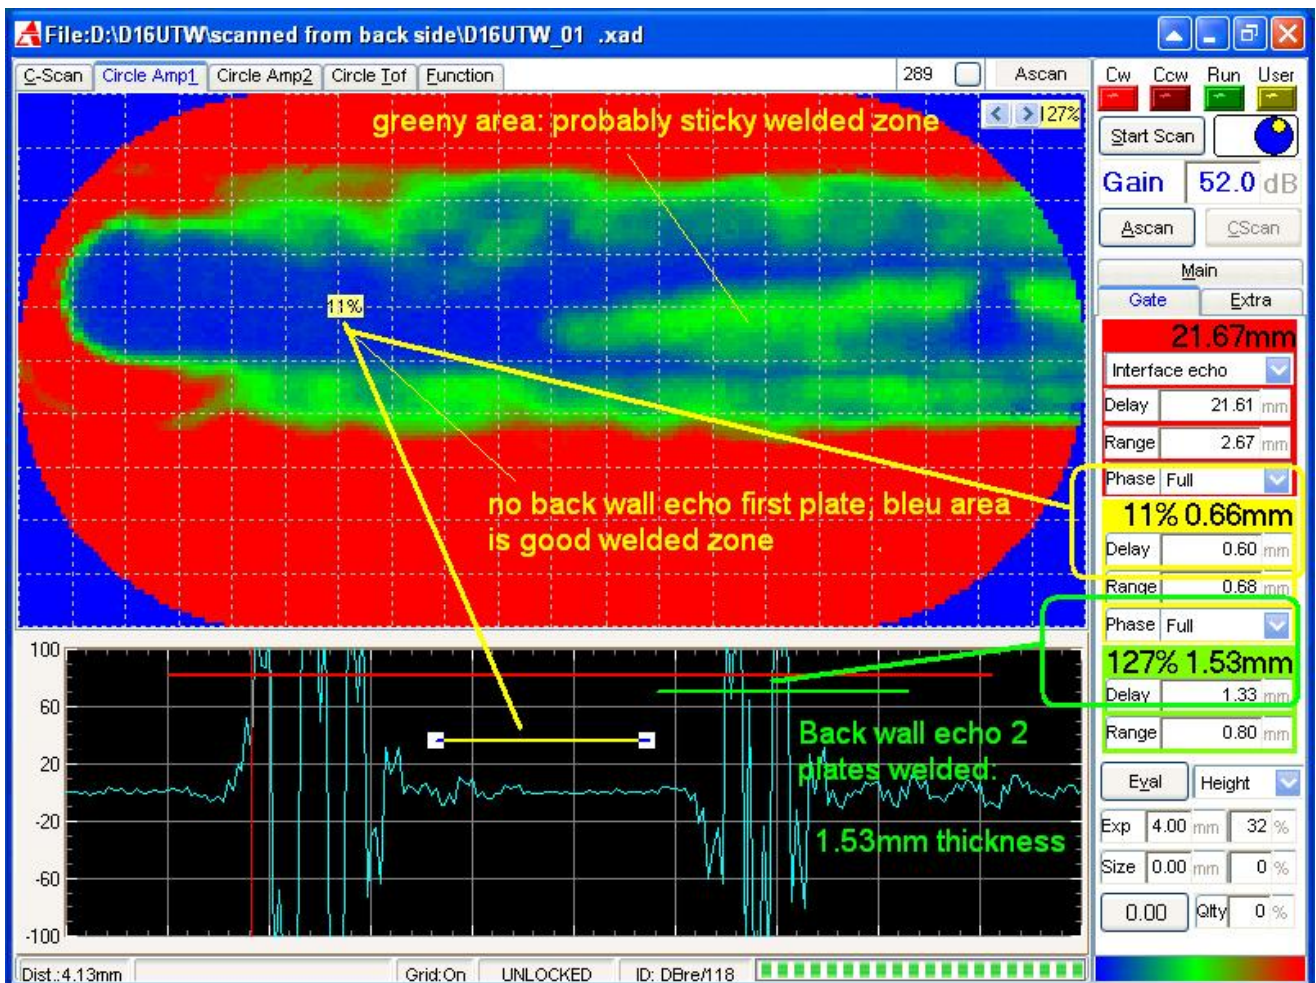 File:D:\D16UTW\scanned from back side\D16UTW_01 .xad
C-Scan Circle Amp1 Circle Amp2 Circle Tof Function 289 Ascan
Cw Ccw Run User
greeny area: probably sticky welded zone
127%
Start Scan
Gain 52.0 dB
Ascan CScan
Main
Gate Extra
11%
21.67mm
Interface echo
Delay 21.61 mm
Range 2.67 mm
Phase Full
no back wall echo first plate; bleu area
is good welded zone
11% 0.66mm
Delay 0.60 mm
Range 0.68 mm
Phase Full
127% 1.53mm
Delay 1.33 mm
Range 0.80 mm
100
60
20
-20
-60
-100
Back wall echo 2
plates welded:
1.53mm thickness
Eval Height
Exp 4.00 mm 32 %
Size 0.00 mm 0 %
0.00 Qlty 0 %
Dist.:4.13mm Grid:On UNLOCKED ID: DBre/118